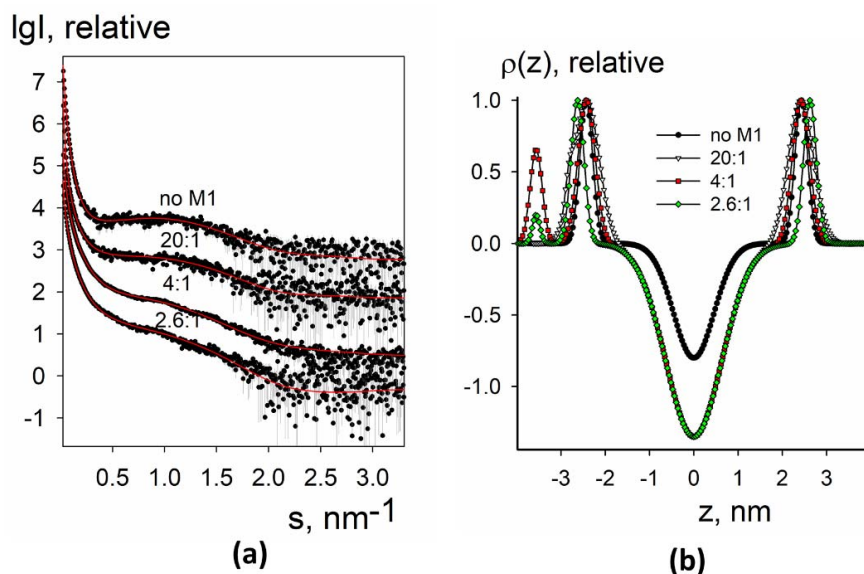 lgI, relative
7
6
5
4
3
2
1
0
-1
no M1
20:1
4:1
2.6:1
0.5 1.0 1.5 2.0 2.5 3.0
s, nm-1
(a)
ρ(z), relative
1.0
0.5
0.0
-0.5
-1.0
no M1
20:1
4:1
2.6:1
-3 -2 -1 0 1 2 3
z, nm
(b)